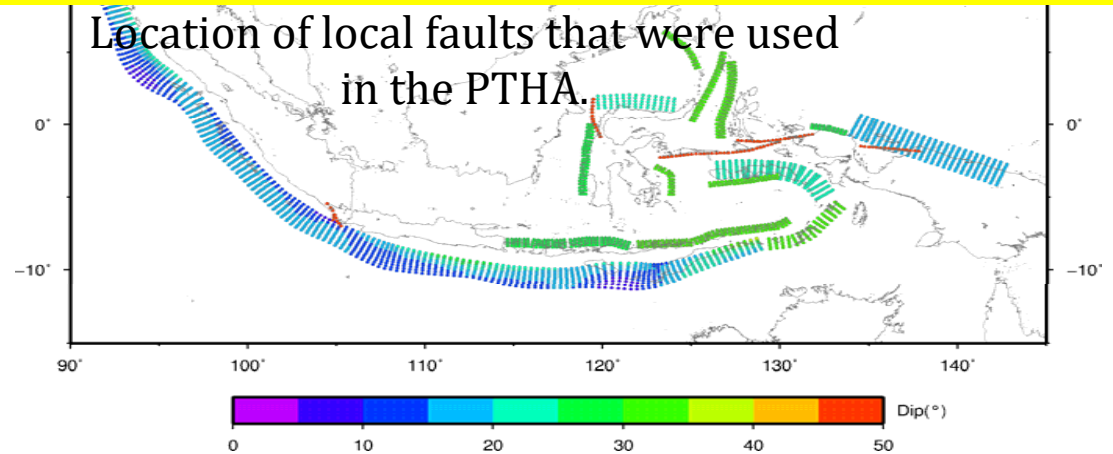 Location of local faults that were used
in the PTHA.
0° 0°
−10° −10°
90° 100° 110° 120° 130° 140°
Dip(°)
0 10 20 30 40 50